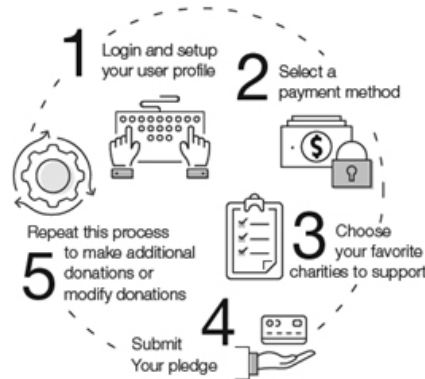 1
Login and setup
your user profile
2
Select a
payment method
$
3
Choose
your favorite
charities to support
4
Submit
Your pledge
5
Repeat this process
to make additional
donations or
modify donations